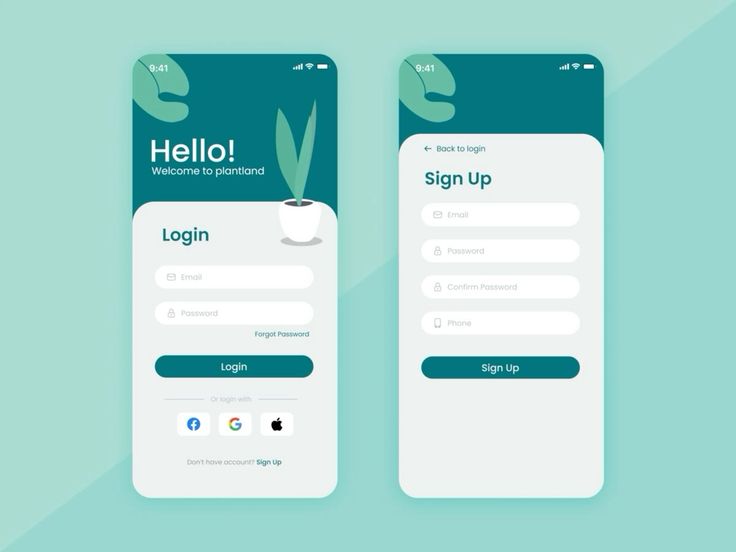 9:41
Hello!
Welcome to plantland
Login
Email
Password
Forgot Password
Login
Or login with
Don't have account? Sign Up
9:41
Back to login
Sign Up
Email
Password
Confirm Password
Phone
Sign Up